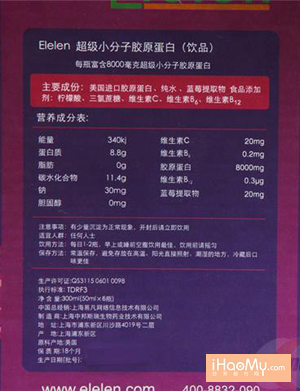 Elelen 超级小分子胶原蛋白（饮品）
每瓶富含8000毫克超级小分子胶原蛋白
主要成份：美国进口胶原蛋白、纯水、蓝莓提取物 食品添加
剂：柠檬酸、三氯蔗糖、维生素C、维生素B6、维生素B12
营养成分表：
能量 340kj 维生素C 20mg
蛋白质 8.8g 维生素B6 0.2mg
脂肪 0g 胶原蛋白 8000mg
碳水化合物 11.4g 维生素B12 0.3μg
钠 30mg 蓝莓提取物 20mg
胆固醇 0mg
注意事项：有少量沉淀为正常现象，开封后请立即饮用
适宜人群：任何人士
饮用方法：每日1-2瓶，早上或睡前空腹饮用最佳，饮用前请摇匀
保存方法：常温保存，避免存放在高温、阳光直接照射、潮湿的地方，冷藏后口
味更佳
生产许可证:QS3115 0601 0098
执行标准:TDRF3
净含量:300ml(50ml×6瓶)
中国总经销:上海易凡网络信息技术有限公司
制造商:上海中邦斯瑞生物药业技术有限公司
地址:上海市浦东新区川沙路4019号二层
产地:上海浦东新区
原料产地:美国
保质期:18个月
生产日期(批号):
www.elelen.com 400-8832 090
iHaoMy.com